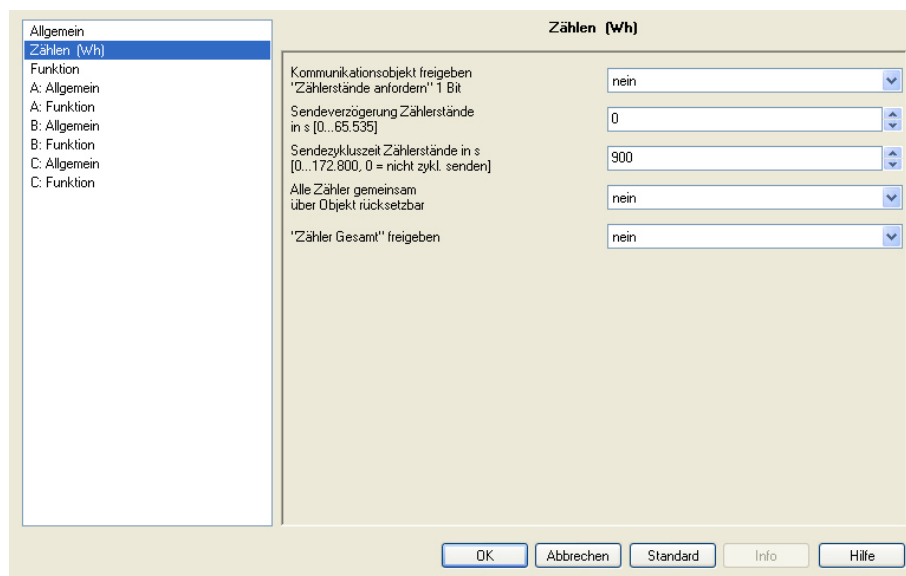 Zählen (Wh)
Allgemein
Zählen (Wh)
Funktion
A: Allgemein
A: Funktion
B: Allgemein
B: Funktion
C: Allgemein
C: Funktion
Kommunikationsobjekt freigeben
"Zählerstände anfordern" 1 Bit
nein
Sendeverzögerung Zählerstände
in s [0...65.535]
0
Sendezykluszeit Zählerstände in s
[0...172.800, 0 = nicht zykl. senden]
900
Alle Zähler gemeinsam
über Objekt rücksetzbar
nein
"Zähler Gesamt" freigeben
nein
OK
Abbrechen
Standard
Info
Hilfe